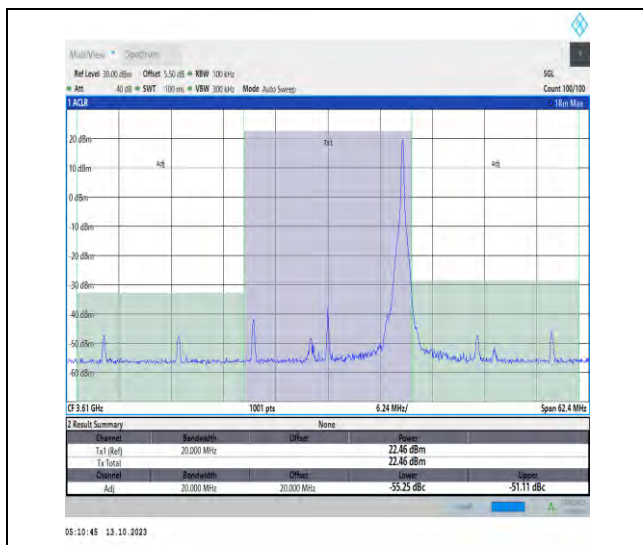 MultiView Spectrum
Ref Level 30.00 dBm Offset 5.50 dB RBW 100 kHz SGL
Att 40 dB SWT 100 ms VBW 300 kHz Mode Auto Sweep Count 100/100
1 ACLR 1Rm Max
20 dBm
Tx1
Adj Adj
10 dBm
0 dBm
-10 dBm
-20 dBm
-30 dBm
-40 dBm
-50 dBm
-60 dBm
CF 3.61 GHz 1001 pts 6.24 MHz/ Span 62.4 MHz
2 Result Summary None
Channel Bandwidth Offset Power
Tx1 (Ref) 20.000 MHz 22.46 dBm
Tx Total 22.46 dBm
Channel Bandwidth Offset Lower Upper
Adj 20.000 MHz 20.000 MHz -55.25 dBc -51.11 dBc
05:10:45 13.10.2023